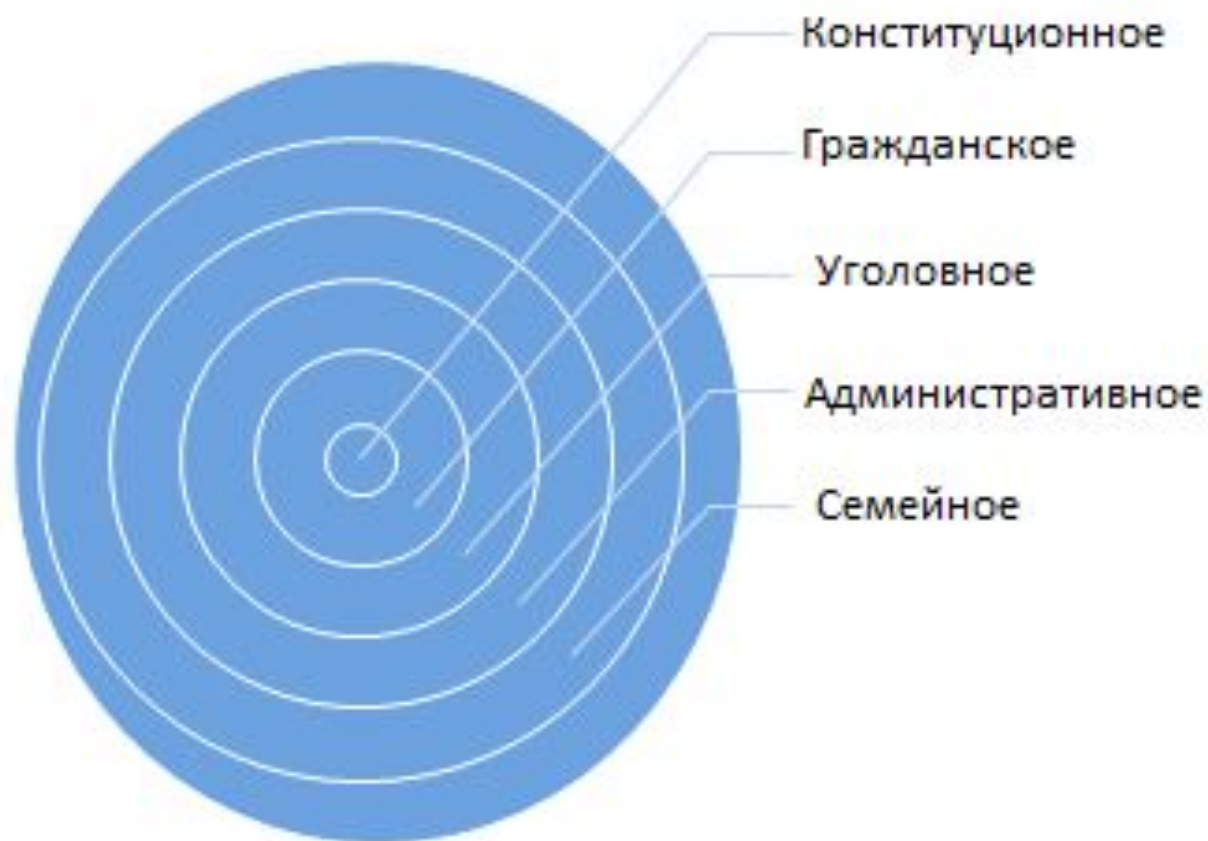 Конституционное
Гражданское
Уголовное
Административное
Семейное